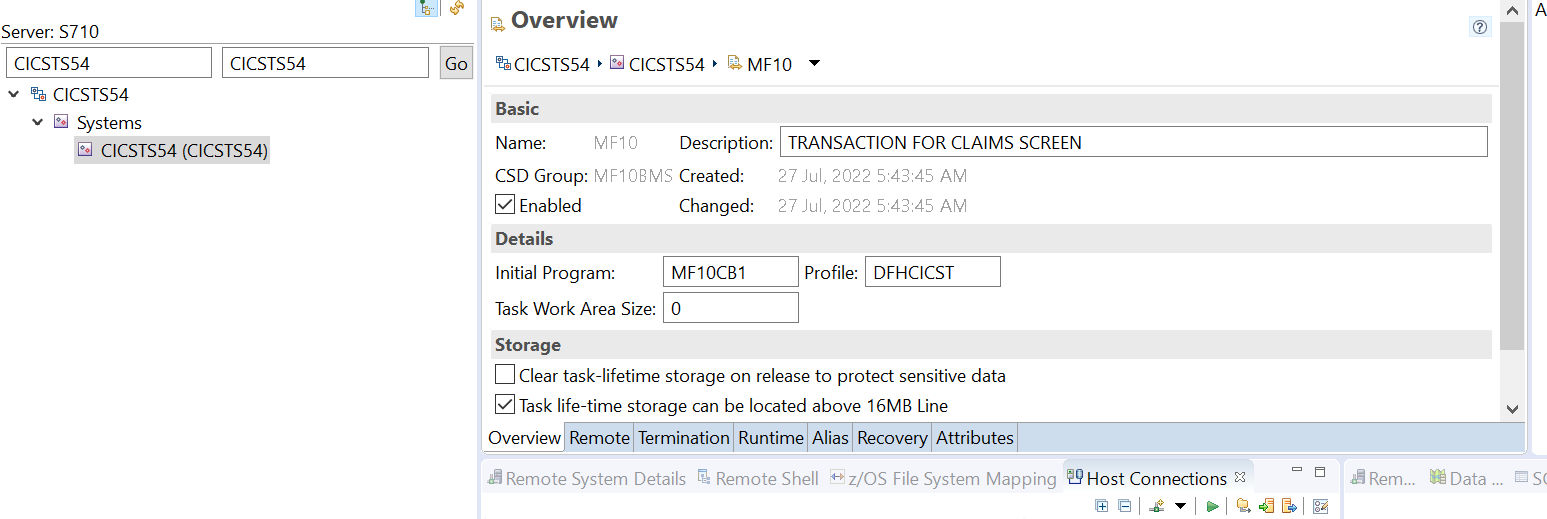 Server: S710
CICSTS54 CICSTS54 Go
CICSTS54
Systems
CICSTS54 (CICSTS54)
Overview
CICSTS54 CICSTS54 MF10
Basic
Name: MF10 Description: TRANSACTION FOR CLAIMS SCREEN
CSD Group: MF10BMS Created: 27 Jul, 2022 5:43:45 AM
Enabled Changed: 27 Jul, 2022 5:43:45 AM
Details
Initial Program: MF10CB1 Profile: DFHCICST
Task Work Area Size: 0
Storage
Clear task-lifetime storage on release to protect sensitive data
Task life-time storage can be located above 16MB Line
Overview Remote Termination Runtime Alias Recovery Attributes
Remote System Details Remote Shell z/OS File System Mapping Host Connections
Rem... Data ... SC
A